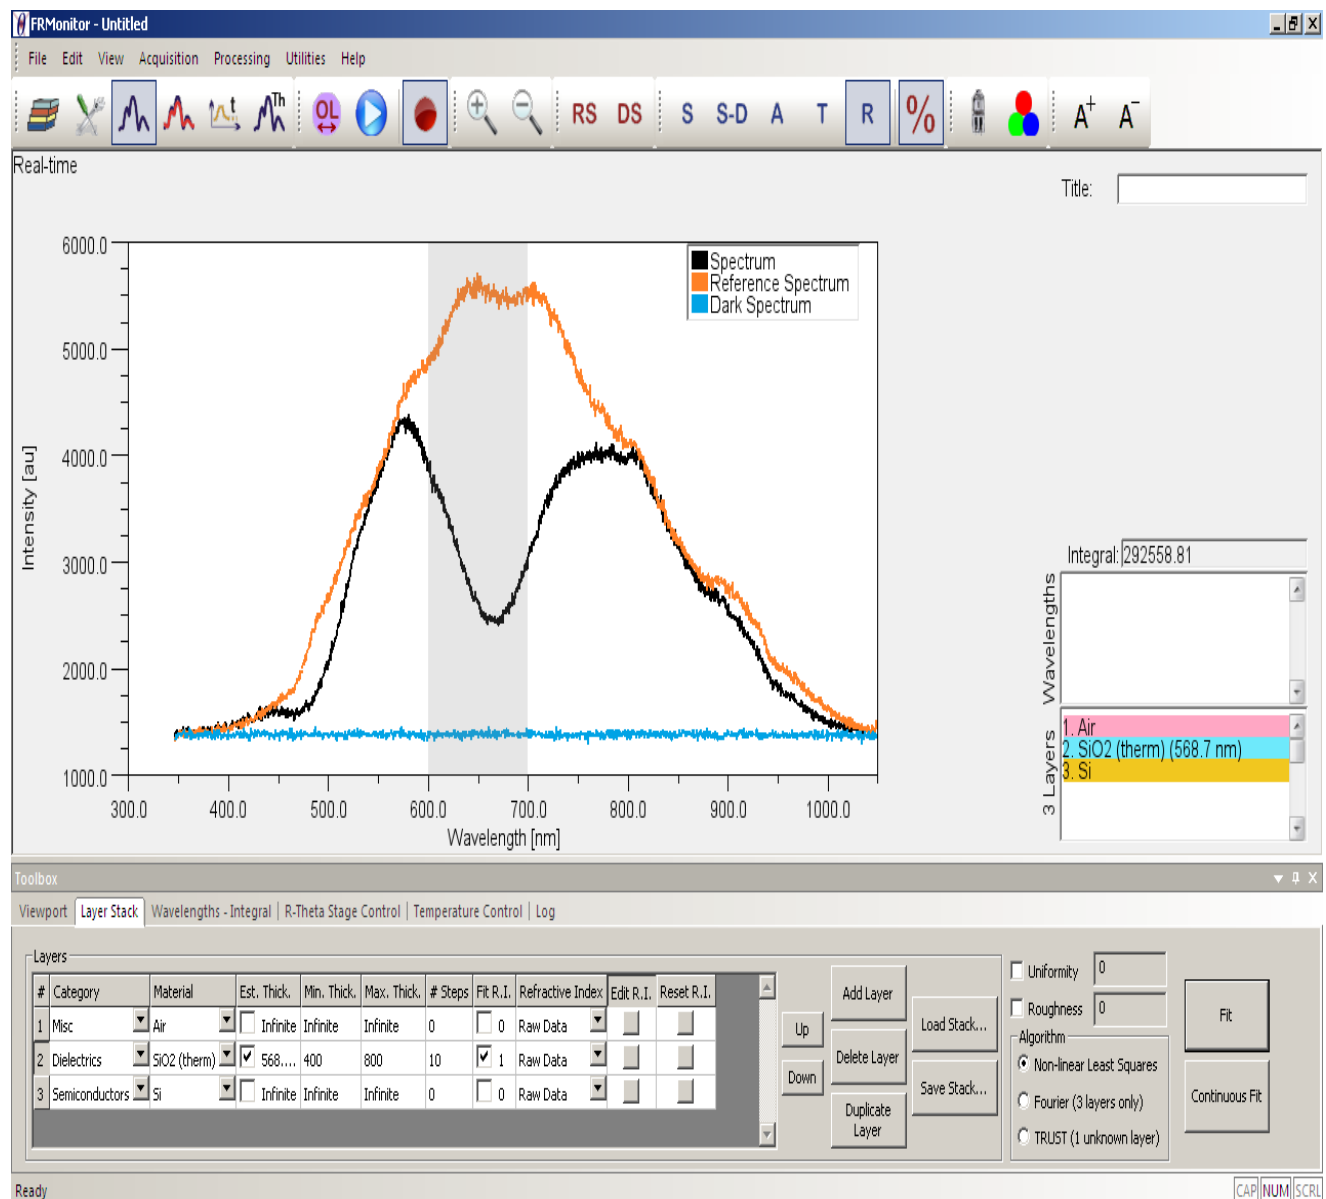 FRMonitor - Untitled
File Edit View Acquisition Processing Utilities Help
t Th OL RS DS S S-D A T R % A+ A-
Real-time
Title:
6000.0
5000.0
4000.0
3000.0
2000.0
1000.0
Intensity [au]
Spectrum
Reference Spectrum
Dark Spectrum
300.0 400.0 500.0 600.0 700.0 800.0 900.0 1000.0
Wavelength [nm]
Integral: 292558.81
Wavelengths
3 Layers
1. Air
2. SiO2 (therm) (568.7 nm)
3. Si
Toolbox
Viewport Layer Stack Wavelengths - Integral R-Theta Stage Control Temperature Control Log
Layers
# Category Material Est. Thick. Min. Thick. Max. Thick. # Steps Fit R.I. Refractive Index Edit R.I. Reset R.I.
1 Misc Air Infinite Infinite Infinite 0 0 Raw Data
2 Dielectrics SiO2 (therm) 568.... 400 800 10 1 Raw Data
3 Semiconductors Si Infinite Infinite Infinite 0 0 Raw Data
Up
Down
Add Layer
Delete Layer
Duplicate
Layer
Load Stack...
Save Stack...
Uniformity 0
Roughness 0
Algorithm
Non-linear Least Squares
Fourier (3 layers only)
TRUST (1 unknown layer)
Fit
Continuous Fit
Ready
CAP NUM SCRL